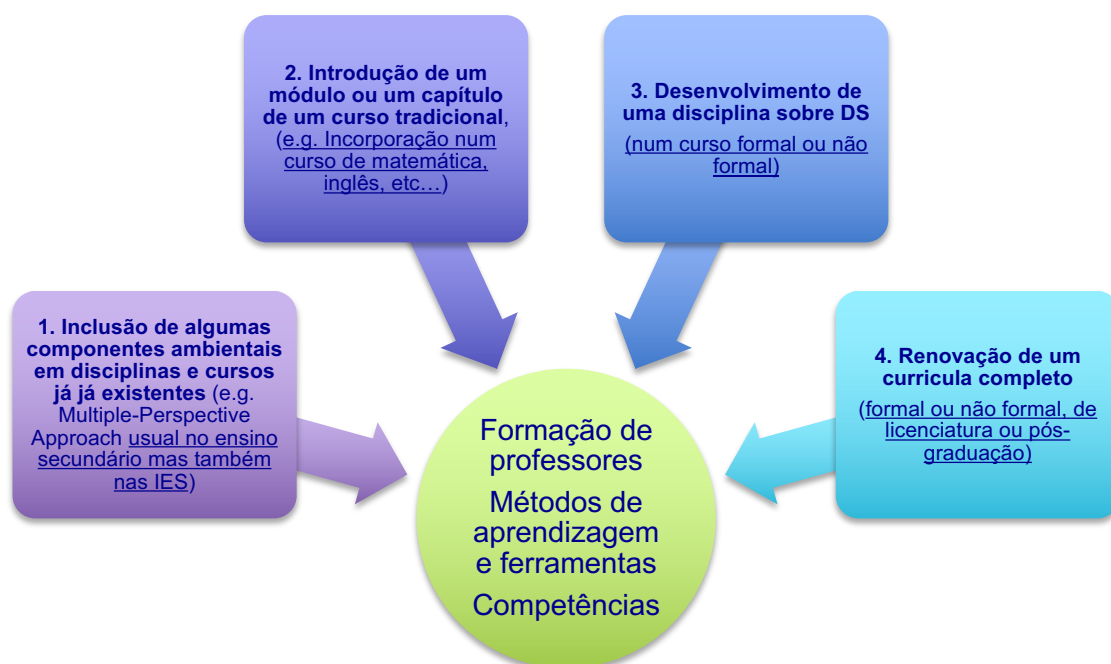 1. Inclusão de algumas
componentes ambientais
em disciplinas e cursos
já já existentes (e.g.
Multiple-Perspective
Approach usual no ensino
secundário mas também
nas IES)
2. Introdução de um
módulo ou um capítulo
de um curso tradicional,
(e.g. Incorporação num
curso de matemática,
inglês, etc…)
3. Desenvolvimento de
uma disciplina sobre DS
(num curso formal ou não
formal)
4. Renovação de um
curricula completo
(formal ou não formal, de
licenciatura ou pós-
graduação)
Formação de
professores
Métodos de
aprendizagem
e ferramentas
Competências